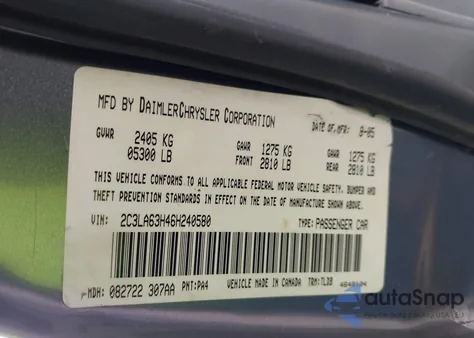 MFD BY DAIMLERCHRYSLER CORPORATION
DATE OF MFR: 8-05
GVWR 2405 KG GAWR 1275 KG GAWR 1275 KG
05300 LB FRONT 2810 LB REAR 2810 LB
THIS VEHICLE CONFORMS TO ALL APPLICABLE FEDERAL MOTOR VEHICLE SAFETY, BUMPER AND
THEFT PREVENTION STANDARDS IN EFFECT ON THE DATE OF MANUFACTURE SHOWN ABOVE.
VIN: 2C3LA63H46H240580 TYPE: PASSENGER CAR
MDH: 082722 307AA PNT: PA4 VEHICLE MADE IN CANADA TRM: TLD8
autoSnap